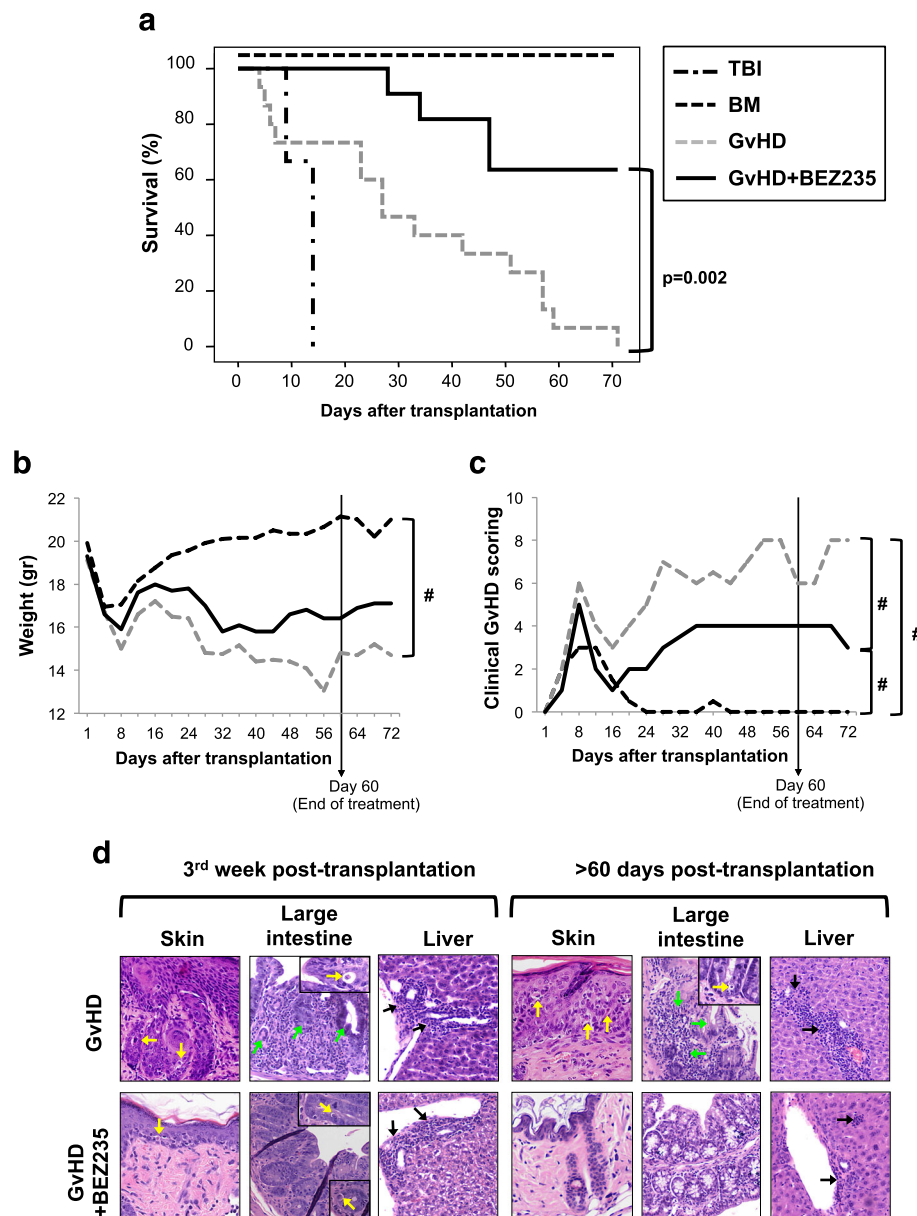 a
100
80
60
40
20
0
Survival (%)
0 10 20 30 40 50 60 70
Days after transplantation
TBI
BM
GvHD
GvHD+BEZ235
p=0.002
b
22
20
18
16
14
12
Weight (gr)
1 8 16 24 32 40 48 56 64 72
Days after transplantation
#
Day 60
(End of treatment)
c
10
8
6
4
2
0
Clinical GvHD scoring
1 8 16 24 32 40 48 56 64 72
Days after transplantation
#
#
#
Day 60
(End of treatment)
d
3rd week post-transplantation
>60 days post-transplantation
Skin
Large
intestine
Liver
Skin
Large
intestine
Liver
GvHD
GvHD
+BEZ235